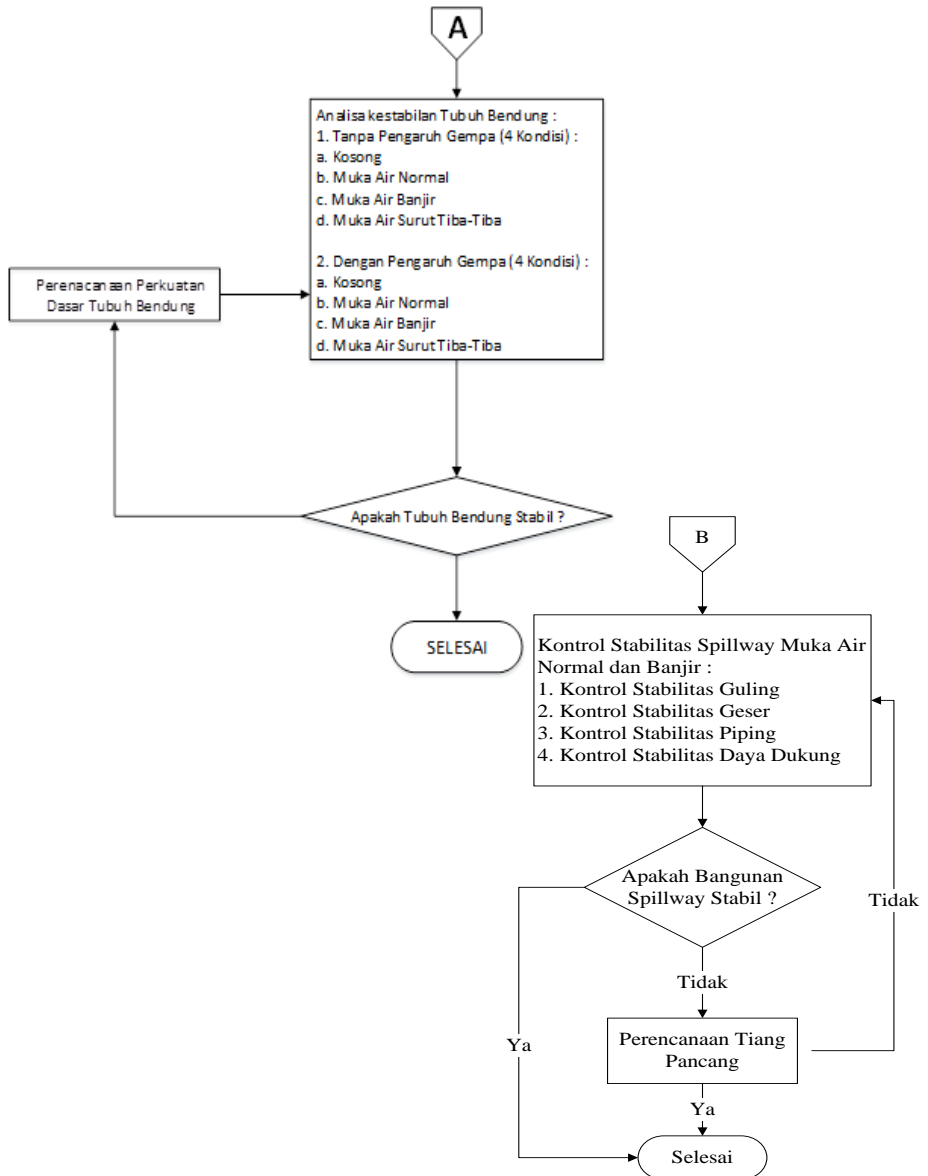 A
Analisa kestabilan Tubuh Bendung :
1. Tanpa Pengaruh Gempa (4 Kondisi) :
a. Kosong
b. Muka Air Normal
c. Muka Air Banjir
d. Muka Air Surut Tiba-Tiba
2. Dengan Pengaruh Gempa (4 Kondisi) :
a. Kosong
b. Muka Air Normal
c. Muka Air Banjir
d. Muka Air Surut Tiba-Tiba
Perenacanaan Perkuatan
Dasar Tubuh Bendung
Apakah Tubuh Bendung Stabil ?
SELESAI
B
Kontrol Stabilitas Spillway Muka Air
Normal dan Banjir :
1. Kontrol Stabilitas Guling
2. Kontrol Stabilitas Geser
3. Kontrol Stabilitas Piping
4. Kontrol Stabilitas Daya Dukung
Apakah Bangunan
Spillway Stabil ?
Tidak
Tidak
Perencanaan Tiang
Pancang
Ya
Ya
Selesai